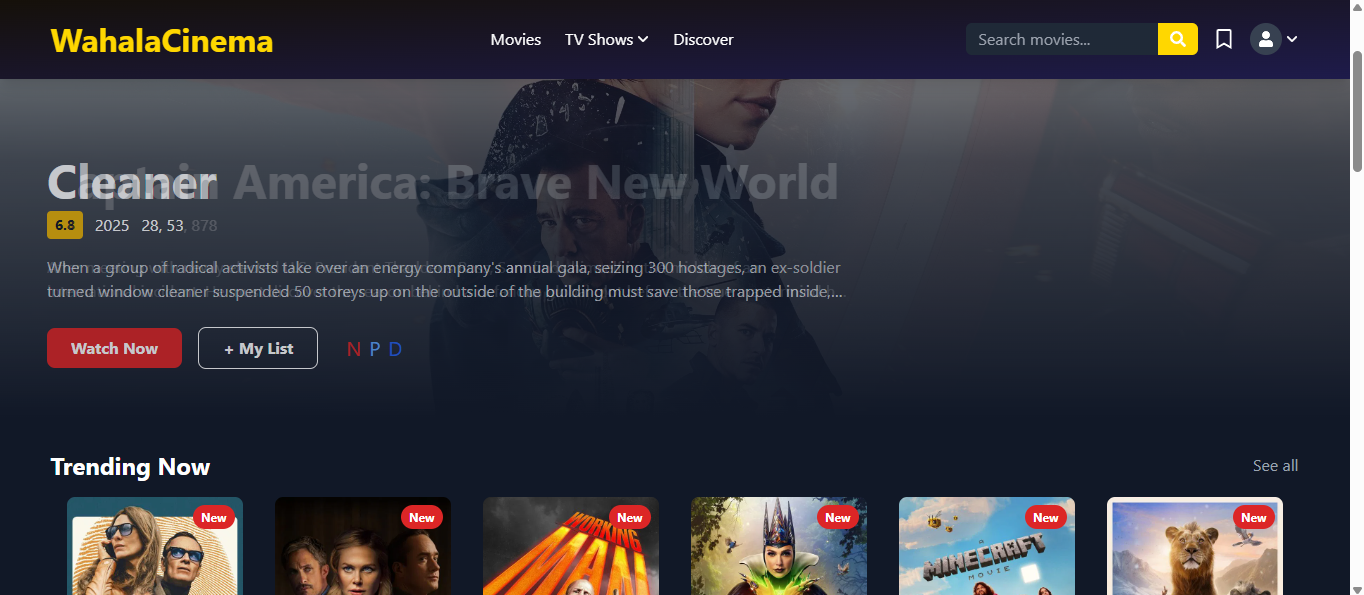 WahalaCinema
Movies
TV Shows
Discover
Search movies...
Cleaner
America: Brave New World
6.8
2025
28, 53, 878
When a group of radical activists take over an energy company's annual gala, seizing 300 hostages, an ex-soldier
turned window cleaner suspended 50 storeys up on the outside of the building must save those trapped inside,...
Watch Now
+ My List
N P D
Trending Now
See all
New
New
New
New
New
New
WORKING
MAN
A
MINECRAFT
MOVIE